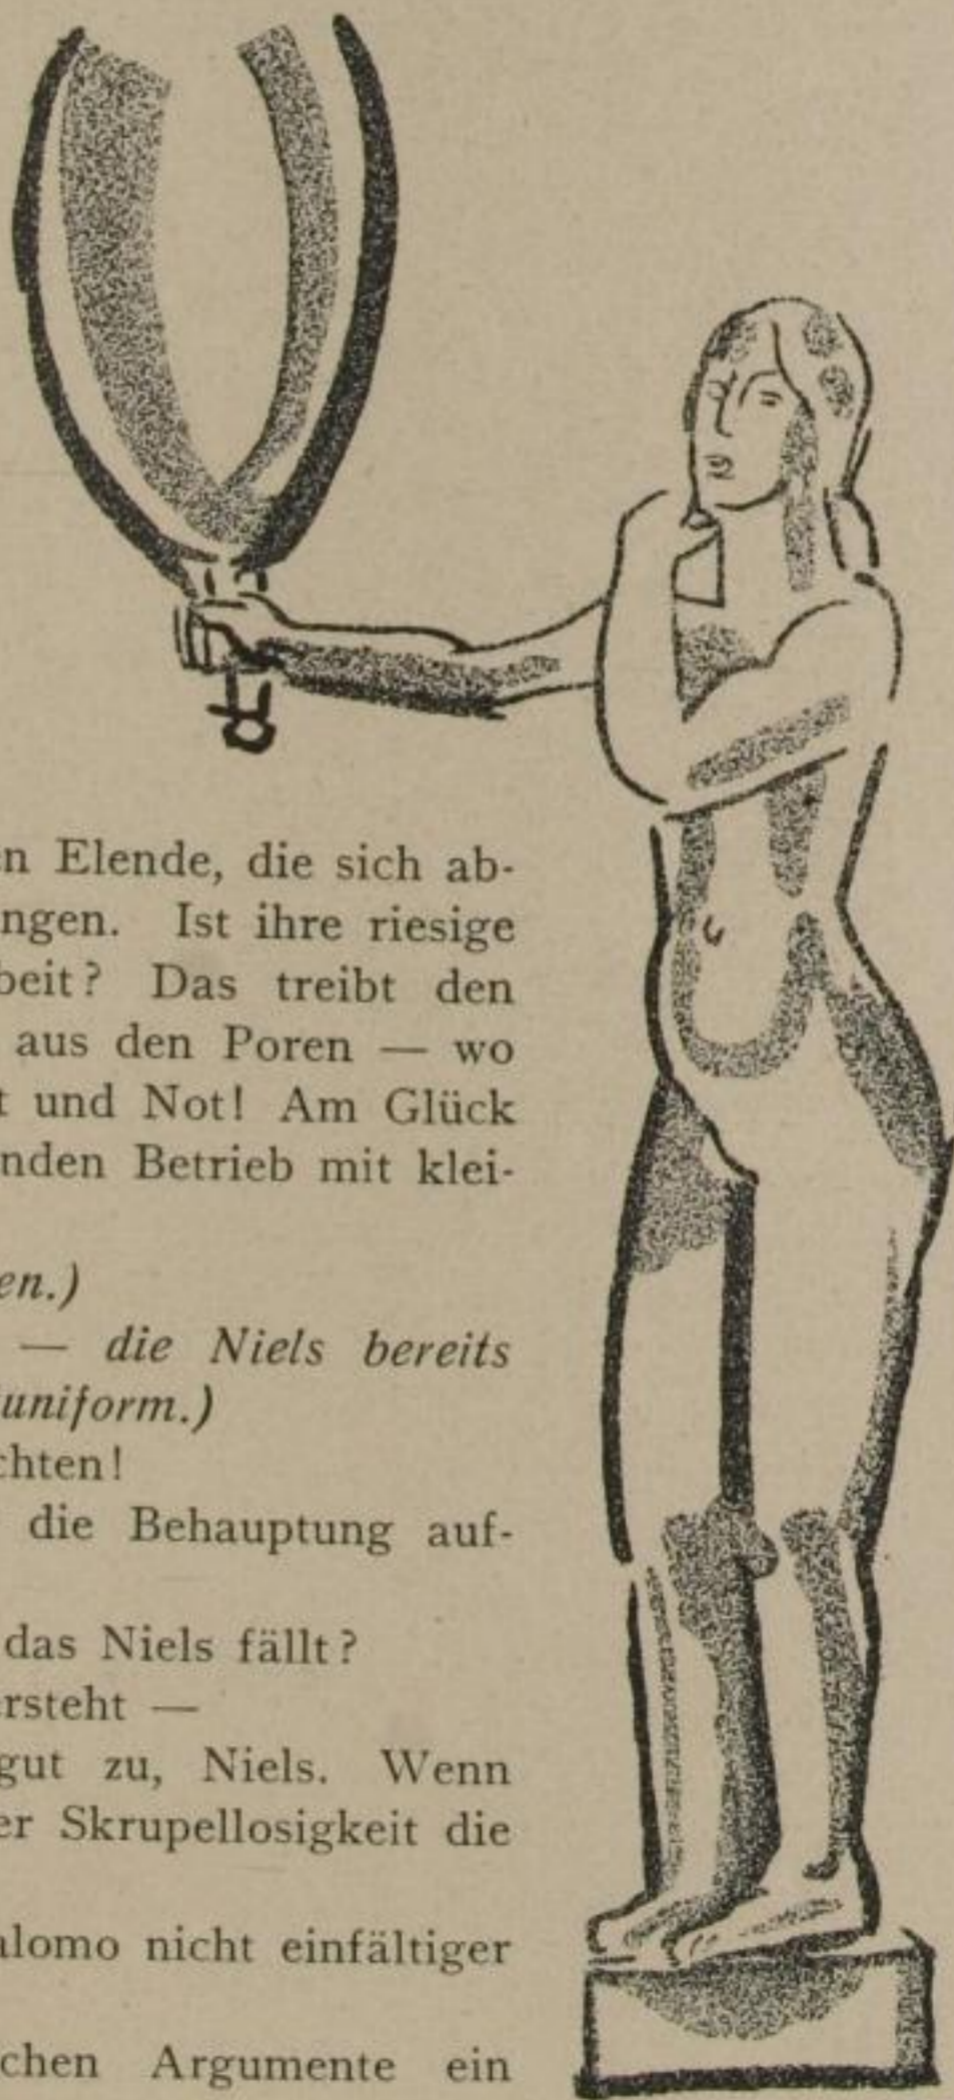 n Elende, die sich ab-
ngen. Ist ihre riesige
beit? Das treibt den
aus den Poren — wo
t und Not! Am Glück
nden Betrieb mit klei-
en.)
— die Niels bereits
uniform.)
chten!
die Behauptung auf-
das Niels fällt?
ersteht —
gut zu, Niels. Wenn
er Skrupellosigkeit die
alomo nicht einfältiger
chen Argumente ein